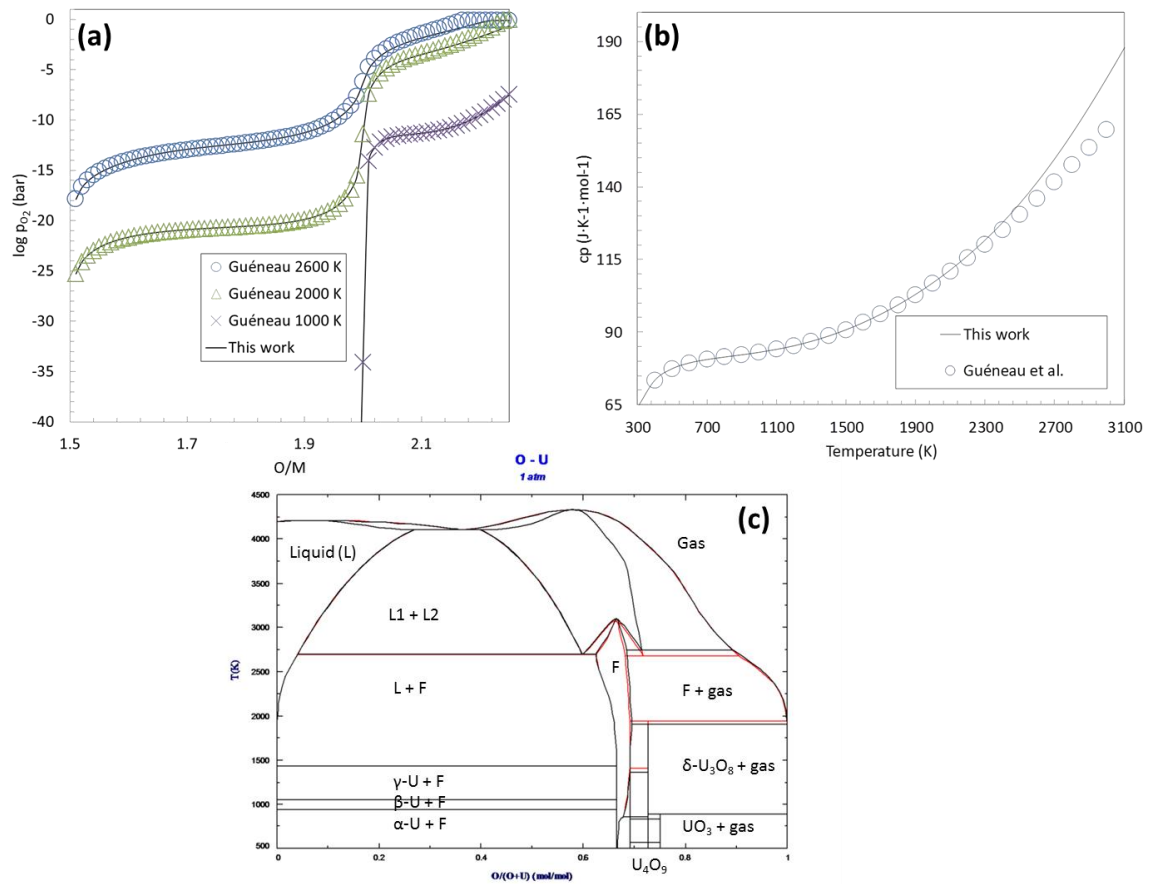 (a)
0
-5
-10
-15
-20
-25
-30
-35
-40
log pO2 (bar)
Guéneau 2600 K
Guéneau 2000 K
Guéneau 1000 K
This work
1.5 1.7 1.9 2.1
O/M
(b)
190
165
140
115
90
65
cp (J·K-1·mol-1)
This work
Guéneau et al.
300 700 1100 1500 1900 2300 2700 3100
Temperature (K)
O - U
1 atm
(c)
4500
4000
3500
3000
2500
2000
1500
1000
500
T(K)
Liquid (L)
Gas
L1 + L2
F
L + F
F + gas
γ-U + F
β-U + F
α-U + F
δ-U3O8 + gas
UO3 + gas
0 0.2 0.4 0.6 0.8 1
U4O9
O/(O+U) (mol/mol)